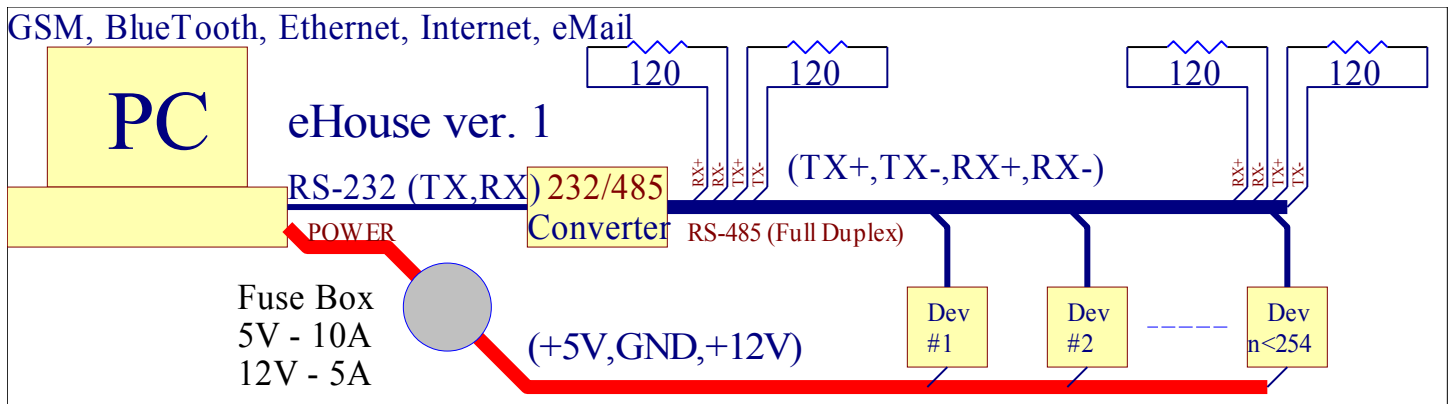 GSM, BlueTooth, Ethernet, Internet, eMail
120
120
120
120
PC
eHouse ver. 1
RX+
RX-
TX+
TX-
(TX+,TX-,RX+,RX-)
RX+
RX-
TX+
TX-
RS-232 (TX,RX)
232/485
Converter
POWER
RS-485 (Full Duplex)
Fuse Box
5V - 10A
12V - 5A
(+5V,GND,+12V)
Dev
#1
Dev
#2
Dev
n<254